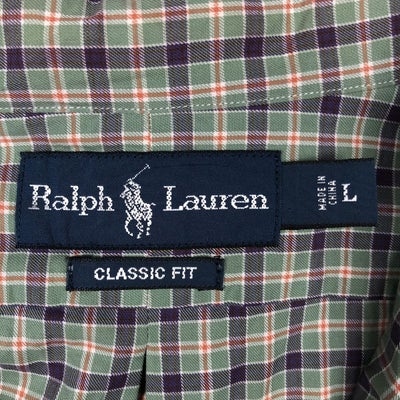 Ralph Lauren
MADE IN
CHINA
L
CLASSIC FIT